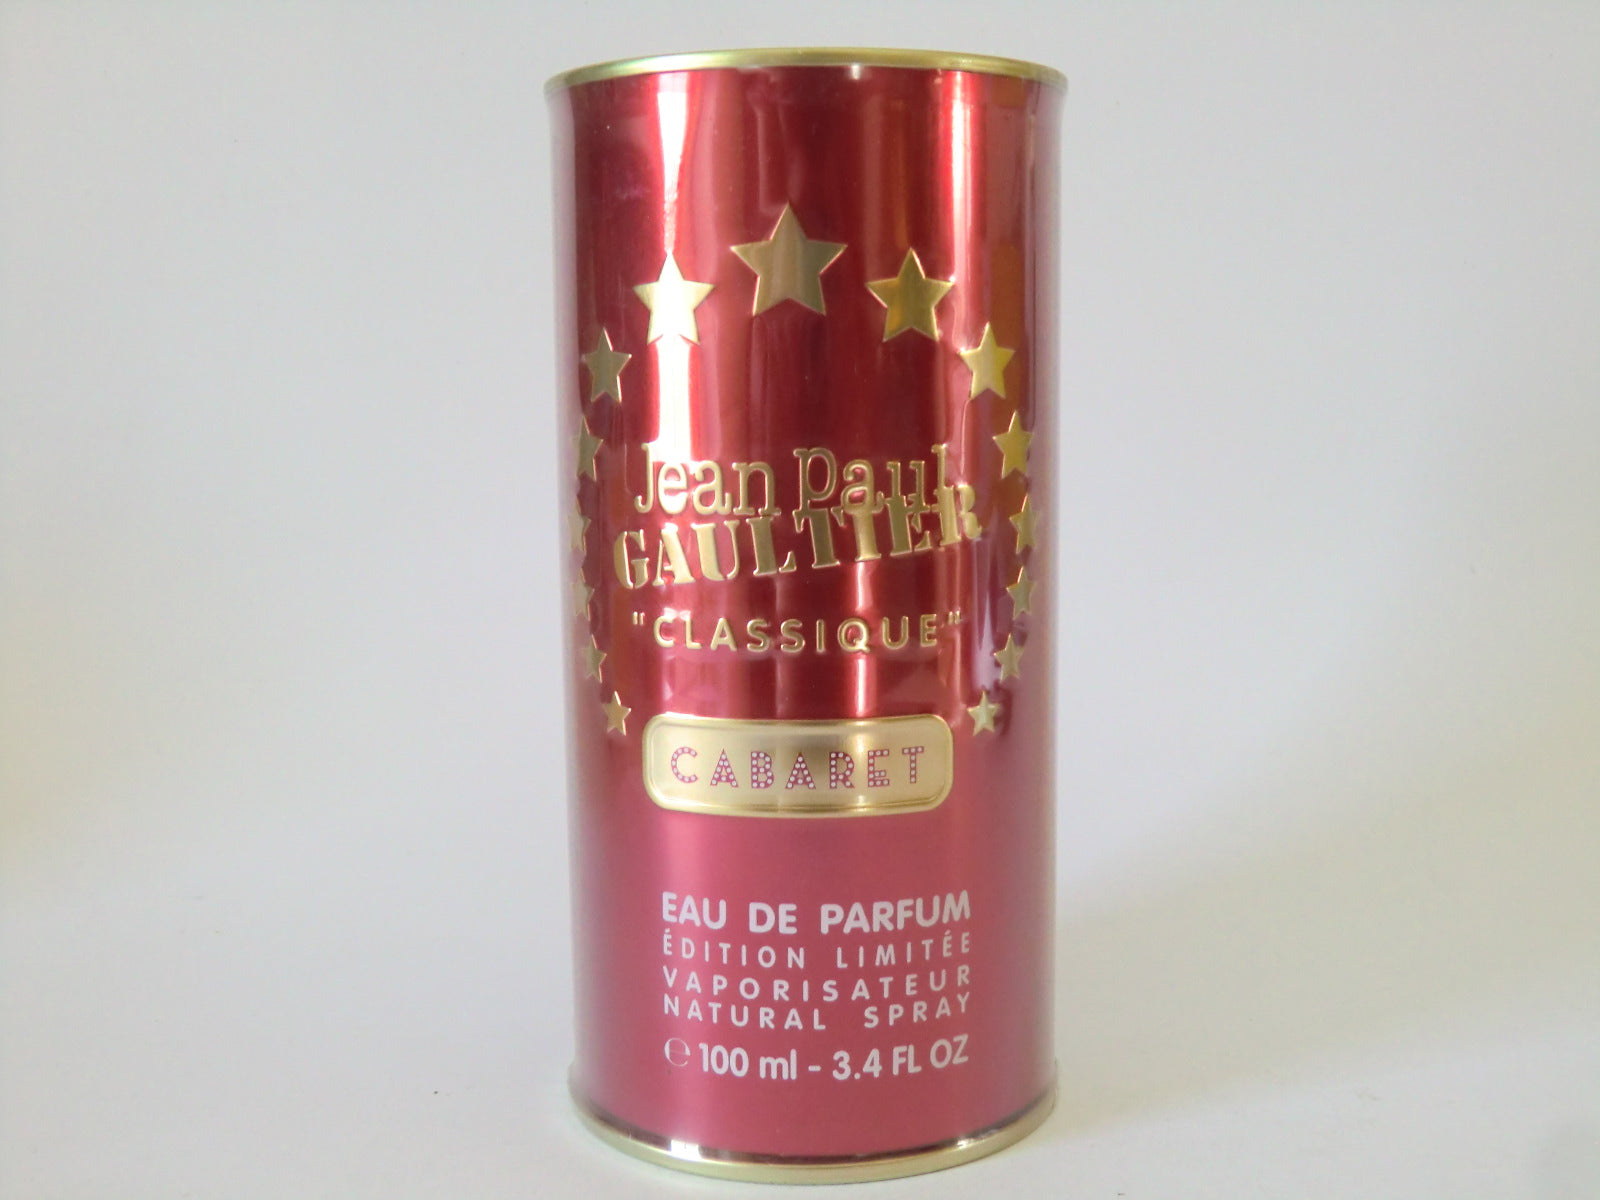 Jean Paul
GAULTIER
"CLASSIQUE"
CABARET
EAU DE PARFUM
ÉDITION LIMITÉE
VAPORISATEUR
NATURAL SPRAY
℮ 100 ml - 3.4 FL OZ